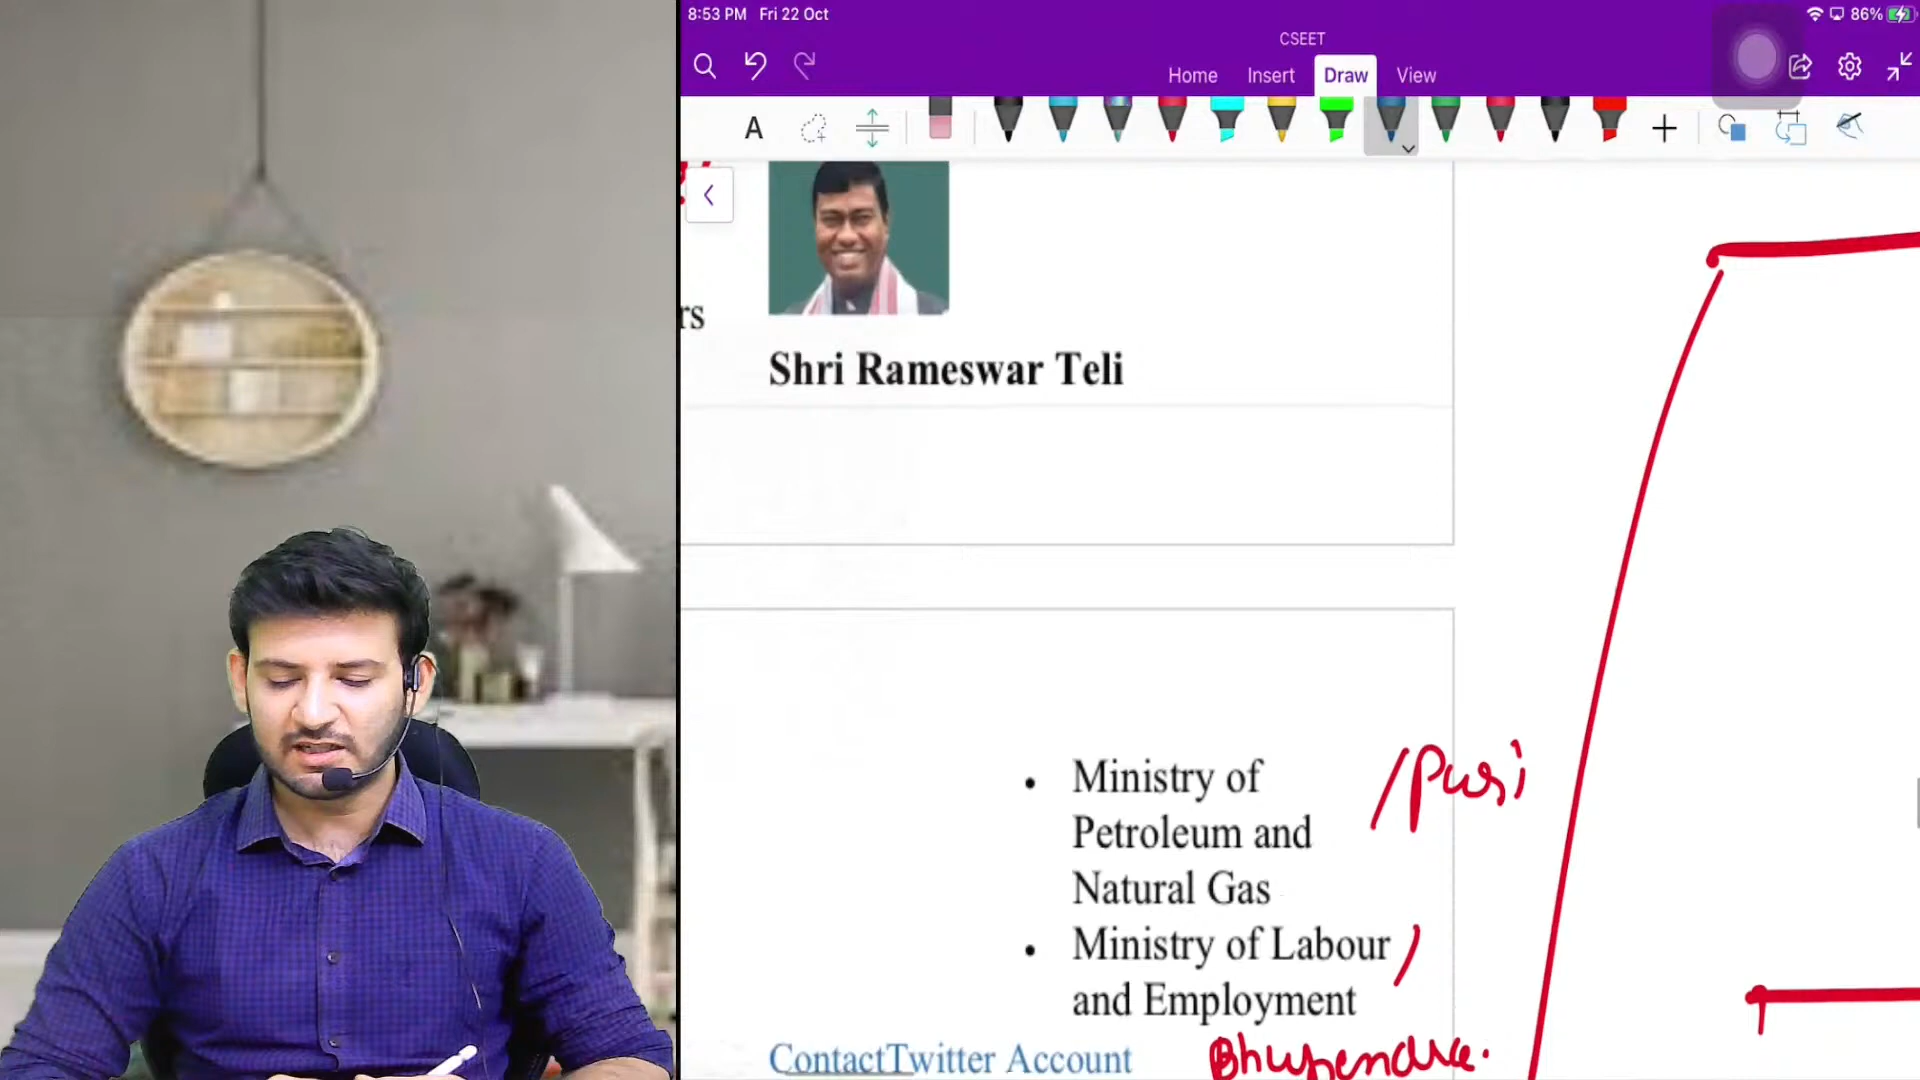 8:53 PM Fri 22 Oct
86%
CSEET
Home Insert Draw View
A
rs
Shri Rameswar Teli
• Ministry of
Petroleum and
Natural Gas
/Puri
• Ministry of Labour /
and Employment
ContactTwitter Account
Bhupendra.